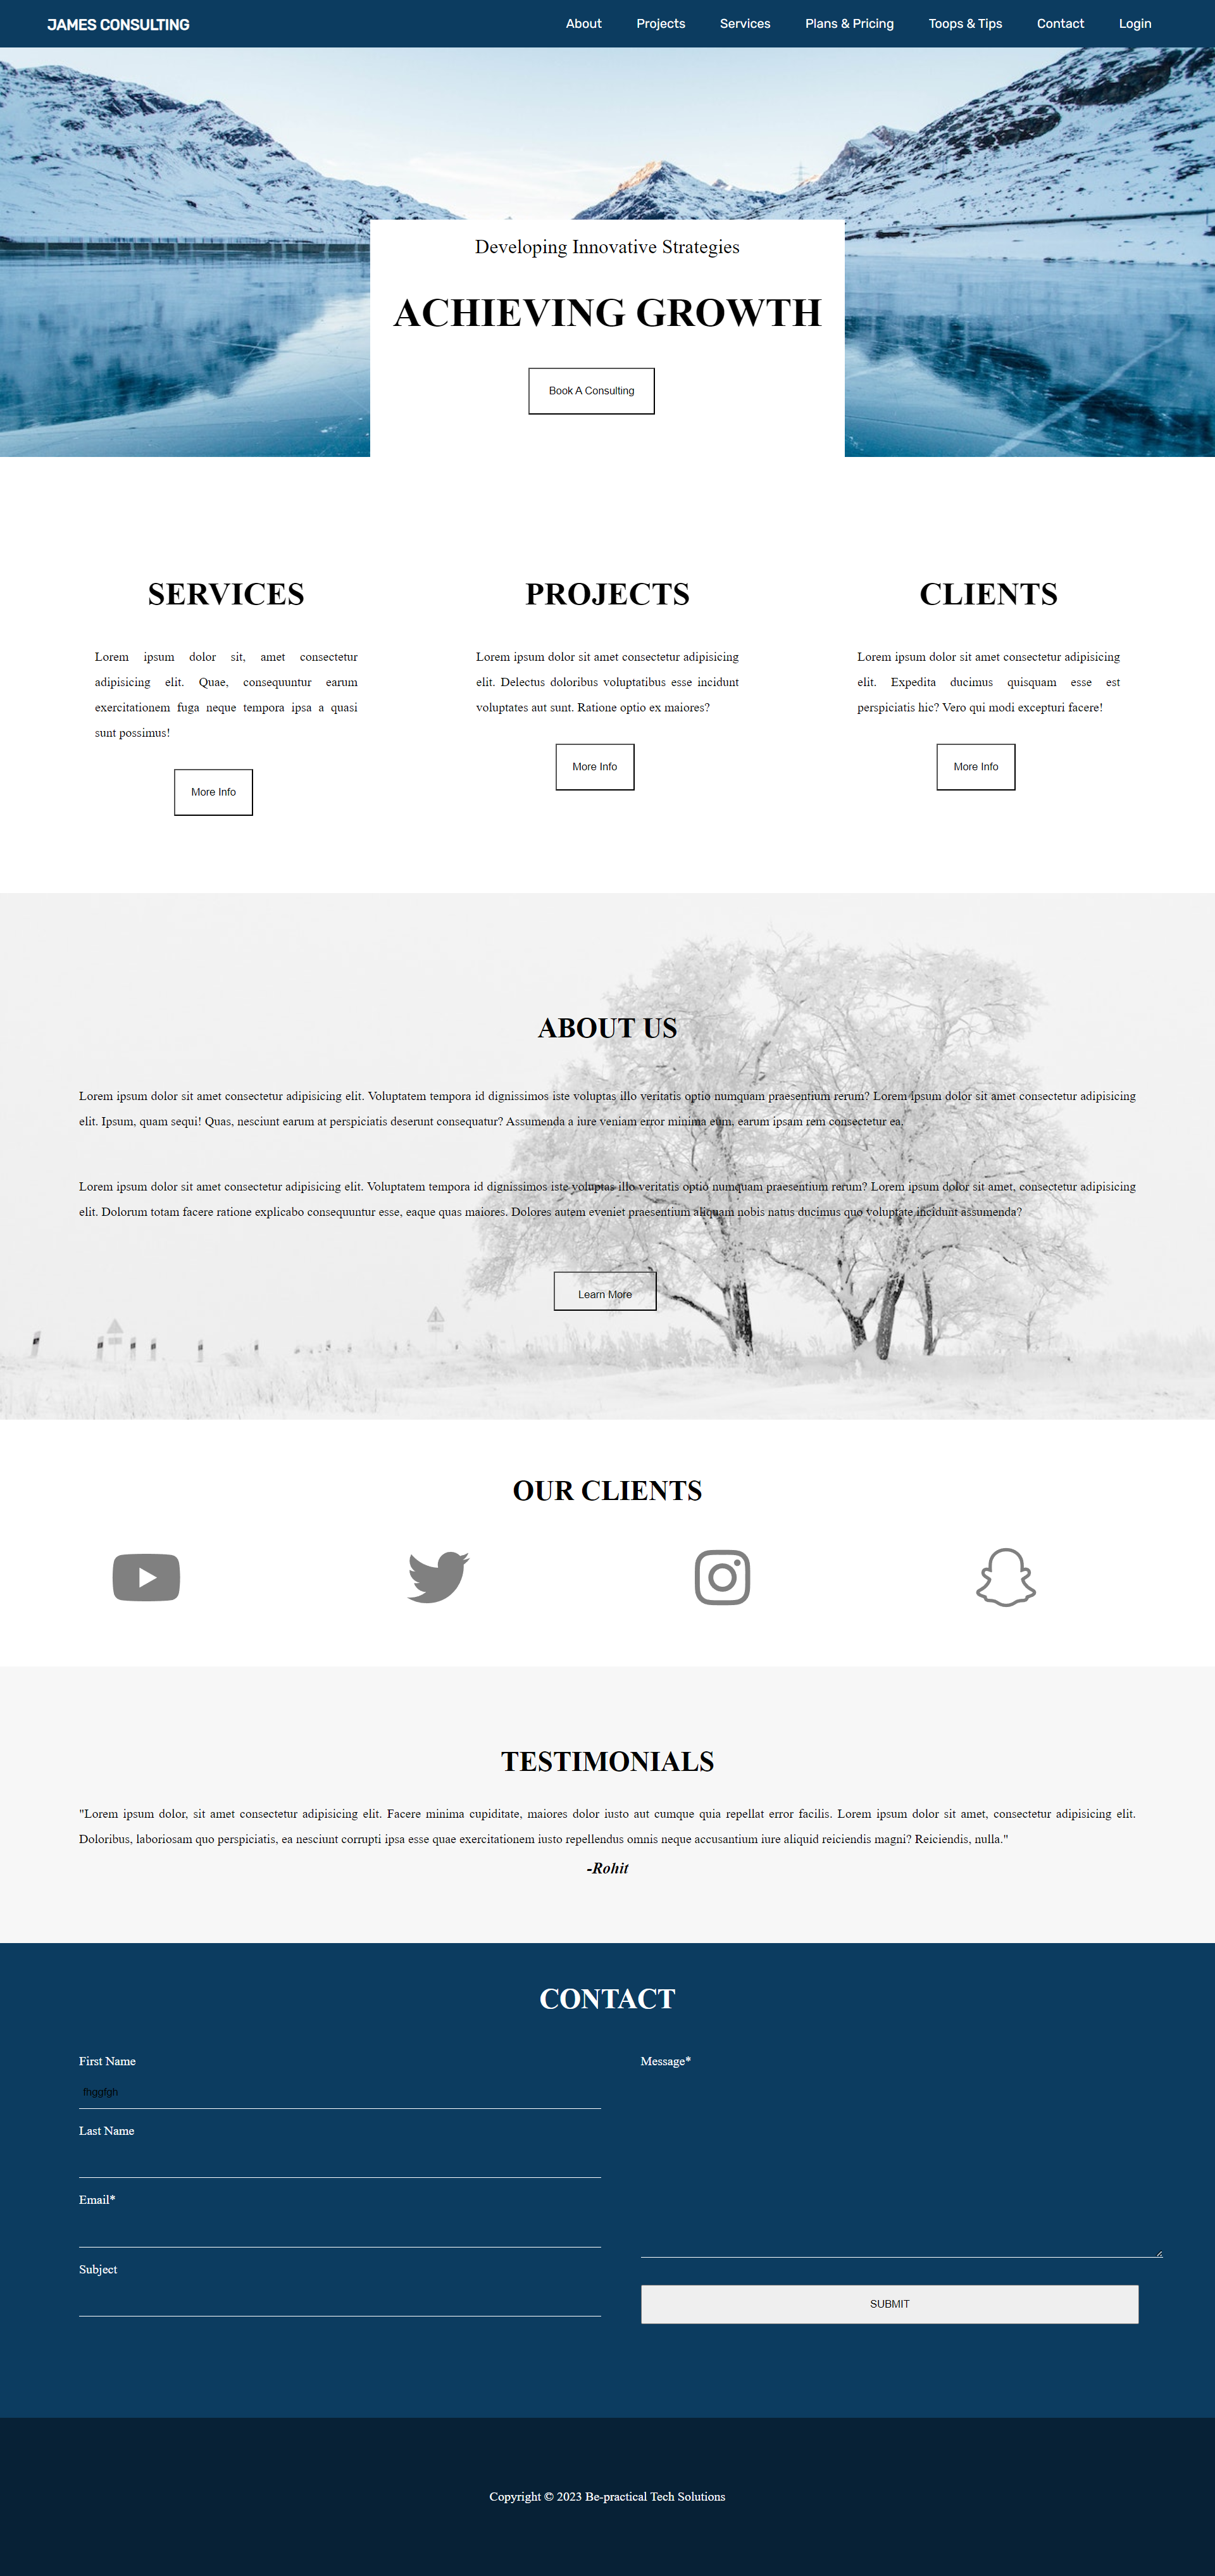 JAMES CONSULTING
About Projects Services Plans & Pricing Toops & Tips Contact Login
Developing Innovative Strategies
ACHIEVING GROWTH
Book A Consulting
SERVICES
Lorem ipsum dolor sit, amet consectetur
adipisicing elit. Quae, consequuntur earum
exercitationem fuga neque tempora ipsa a quasi
sunt possimus!
More Info
PROJECTS
Lorem ipsum dolor sit amet consectetur adipisicing
elit. Delectus doloribus voluptatibus esse incidunt
voluptates aut sunt. Ratione optio ex maiores?
More Info
CLIENTS
Lorem ipsum dolor sit amet consectetur adipisicing
elit. Expedita ducimus quisquam esse est
perspiciatis hic? Vero qui modi excepturi facere!
More Info
ABOUT US
Lorem ipsum dolor sit amet consectetur adipisicing elit. Voluptatem tempora id dignissimos iste voluptas illo veritatis optio numquam praesentium rerum? Lorem ipsum dolor sit amet consectetur adipisicing
elit. Ipsum, quam sequi! Quas, nesciunt earum at perspiciatis deserunt consequatur? Assumenda a iure veniam error minima eum, earum ipsam rem consectetur ea.
Lorem ipsum dolor sit amet consectetur adipisicing elit. Voluptatem tempora id dignissimos iste voluptas illo veritatis optio numquam praesentium rerum? Lorem ipsum dolor sit amet, consectetur adipisicing
elit. Dolorum totam facere ratione explicabo consequuntur esse, eaque quas maiores. Dolores autem eveniet praesentium aliquam nobis natus ducimus quo voluptate incidunt assumenda?
Learn More
OUR CLIENTS
TESTIMONIALS
"Lorem ipsum dolor, sit amet consectetur adipisicing elit. Facere minima cupiditate, maiores dolor iusto aut cumque quia repellat error facilis. Lorem ipsum dolor sit amet, consectetur adipisicing elit.
Doloribus, laboriosam quo perspiciatis, ea nesciunt corrupti ipsa esse quae exercitationem iusto repellendus omnis neque accusantium iure aliquid reiciendis magni? Reiciendis, nulla."
-Rohit
CONTACT
First Name
fhggfgh
Last Name
Email*
Subject
Message*
SUBMIT
Copyright © 2023 Be-practical Tech Solutions